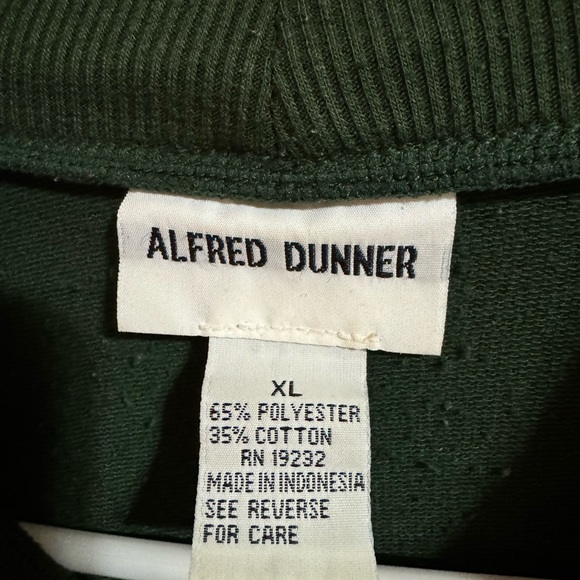 ALFRED DUNNER
XL
65% POLYESTER
35% COTTON
RN 19232
MADE IN INDONESIA
SEE REVERSE
FOR CARE